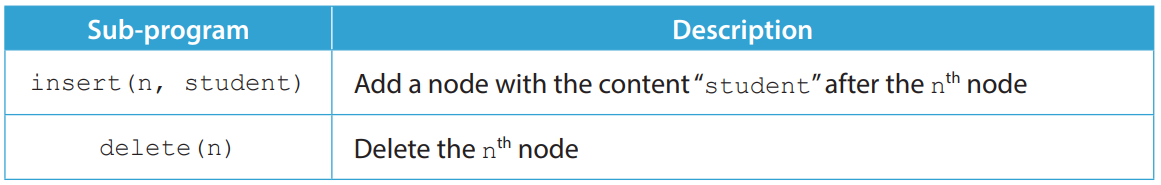 Sub-program Description
insert(n, student) Add a node with the content “student” after the nth node
delete(n) Delete the nth node